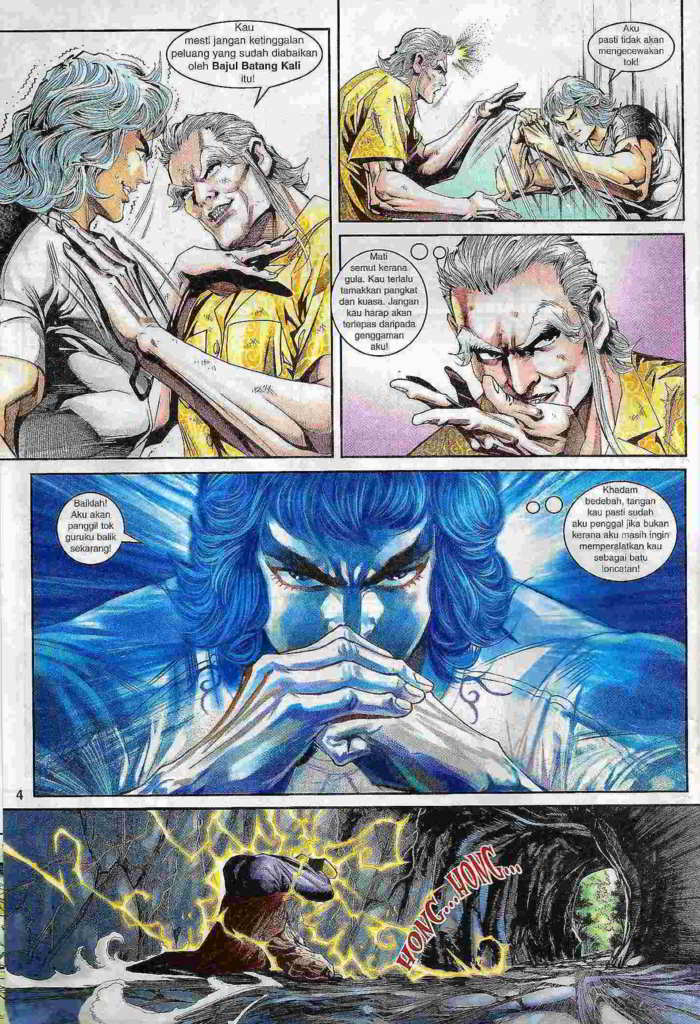 Kau
mesti jangan ketinggalan
peluang yang sudah diabaikan
oleh Bajul Batang Kali
itu!
Aku
pasti tidak akan
mengecewakan
tok!
Mati
semut kerana
gula. Kau terlalu
tamakkan pangkat
dan kuasa. Jangan
harap akan
terlepas daripada
genggaman
aku!
Baiklah!
Aku akan
panggil tok
guruku balik
sekarang!
Khadam
bedebah, tangan
kau pasti sudah
aku penggal jika bukan
kerana aku masih ingin
memperalatkan kau
sebagai batu
loncatan!
4
HONG...HONG...